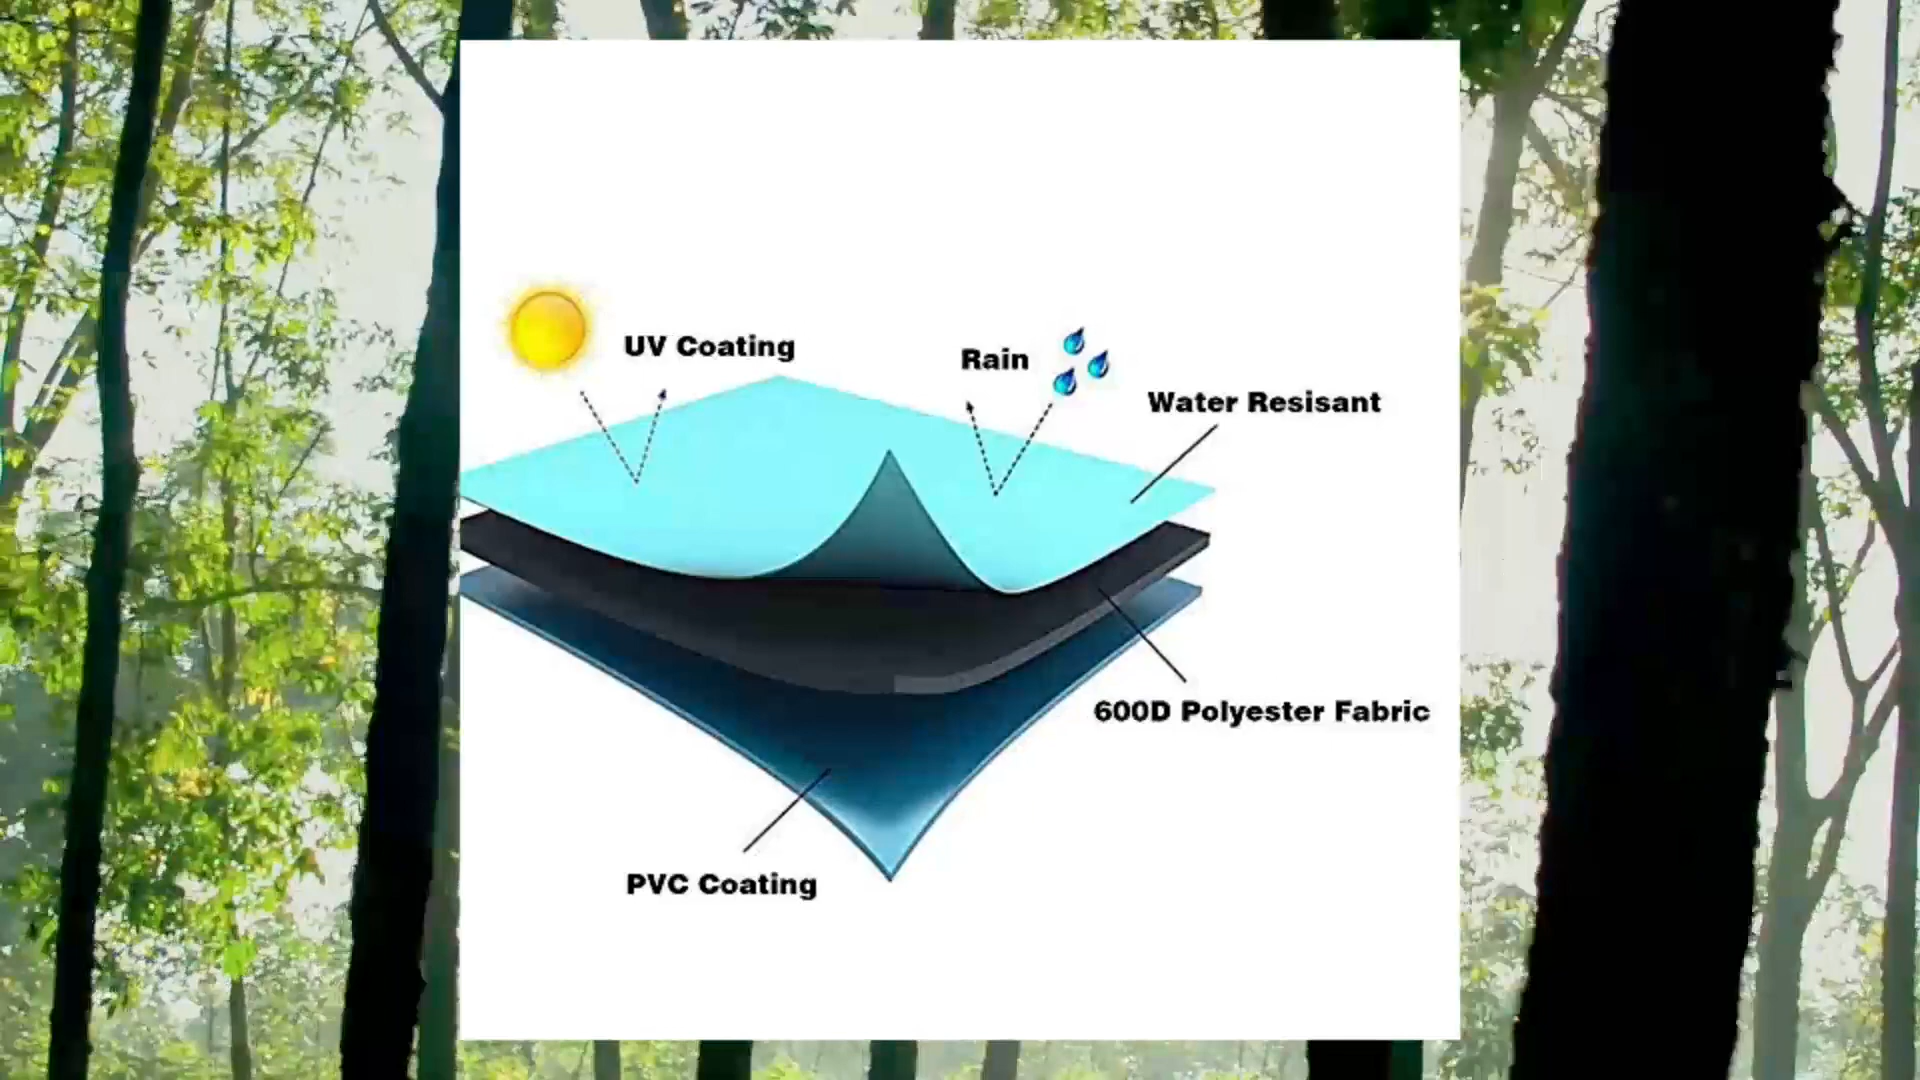 UV Coating
Rain
Water Resisant
600D Polyester Fabric
PVC Coating